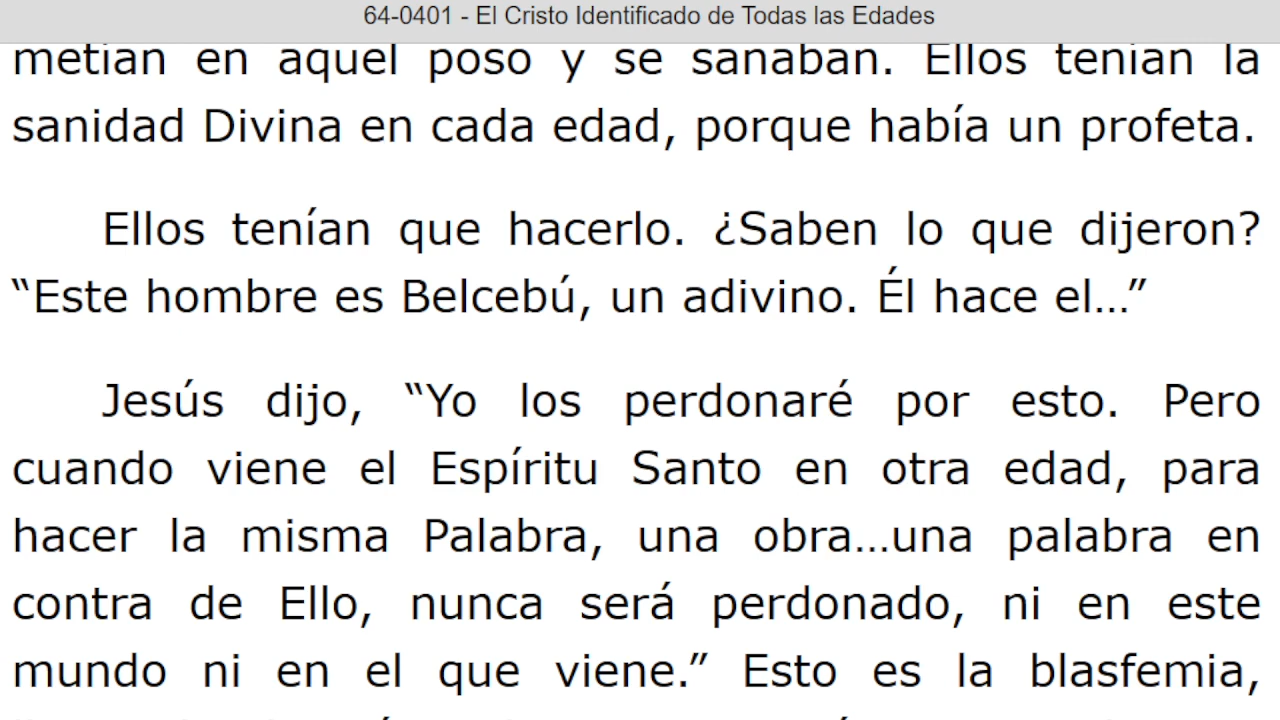 64-0401 - El Cristo Identificado de Todas las Edades
metían en aquel poso y se sanaban. Ellos tenían la
sanidad Divina en cada edad, porque había un profeta.
Ellos tenían que hacerlo. ¿Saben lo que dijeron?
“Este hombre es Belcebú, un adivino. Él hace el...”
Jesús dijo, “Yo los perdonaré por esto. Pero
cuando viene el Espíritu Santo en otra edad, para
hacer la misma Palabra, una obra...una palabra en
contra de Ello, nunca será perdonado, ni en este
mundo ni en el que viene.” Esto es la blasfemia,